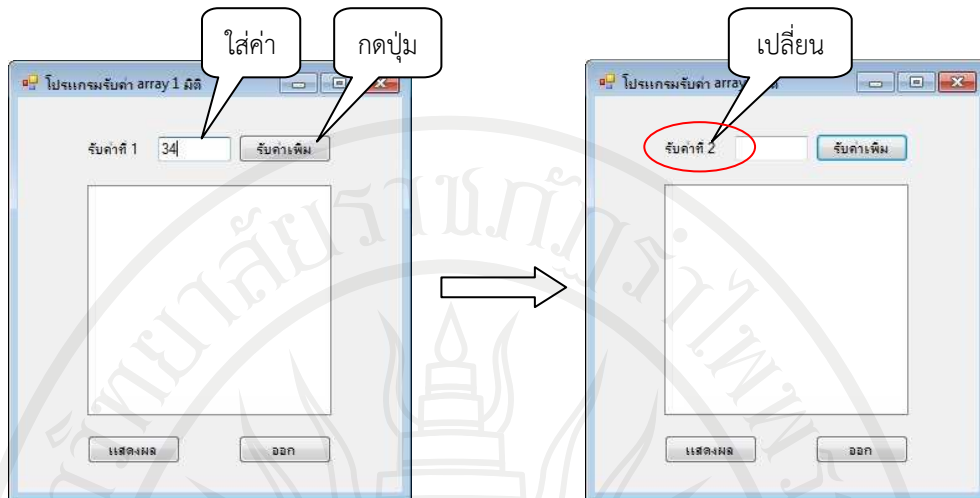 ใส่ค่า
กดปุ่ม
โปรแกรมรับค่า array 1 มิติ
รับค่าที่ 1
34
รับค่าเพิ่ม
แสดงผล
ออก
เปลี่ยน
โปรแกรมรับค่า array
รับค่าที่ 2
รับค่าเพิ่ม
แสดงผล
ออก